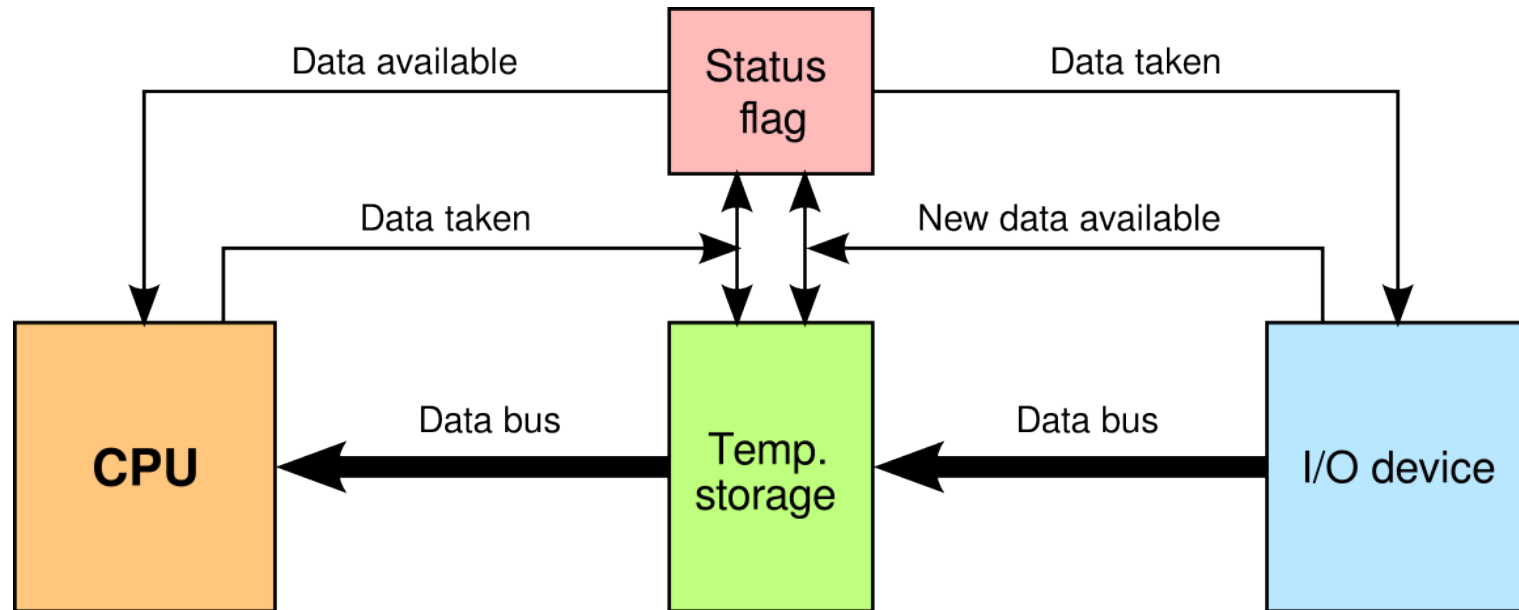 Data available
Status
flag
Data taken
Data taken
New data available
Data bus
Data bus
CPU
Temp.
storage
I/O device